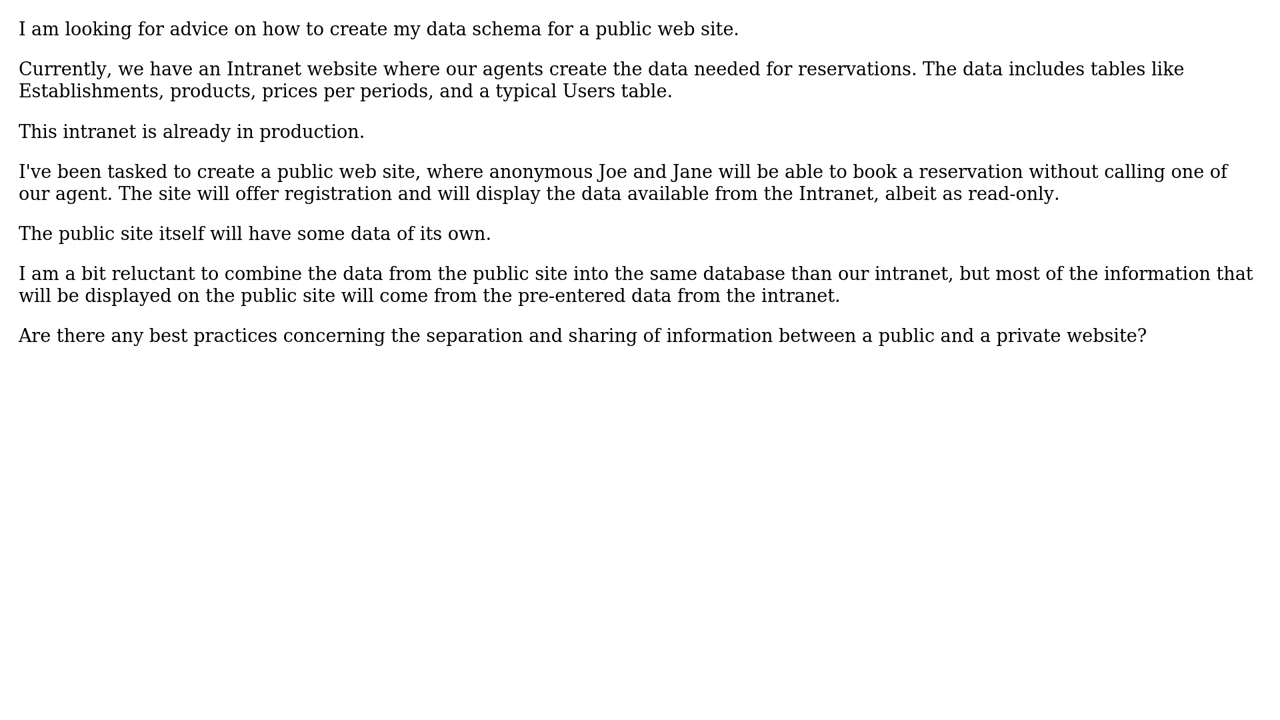 I am looking for advice on how to create my data schema for a public web site.
Currently, we have an Intranet website where our agents create the data needed for reservations. The data includes tables like
Establishments, products, prices per periods, and a typical Users table.
This intranet is already in production.
I've been tasked to create a public web site, where anonymous Joe and Jane will be able to book a reservation without calling one of
our agent. The site will offer registration and will display the data available from the Intranet, albeit as read-only.
The public site itself will have some data of its own.
I am a bit reluctant to combine the data from the public site into the same database than our intranet, but most of the information that
will be displayed on the public site will come from the pre-entered data from the intranet.
Are there any best practices concerning the separation and sharing of information between a public and a private website?